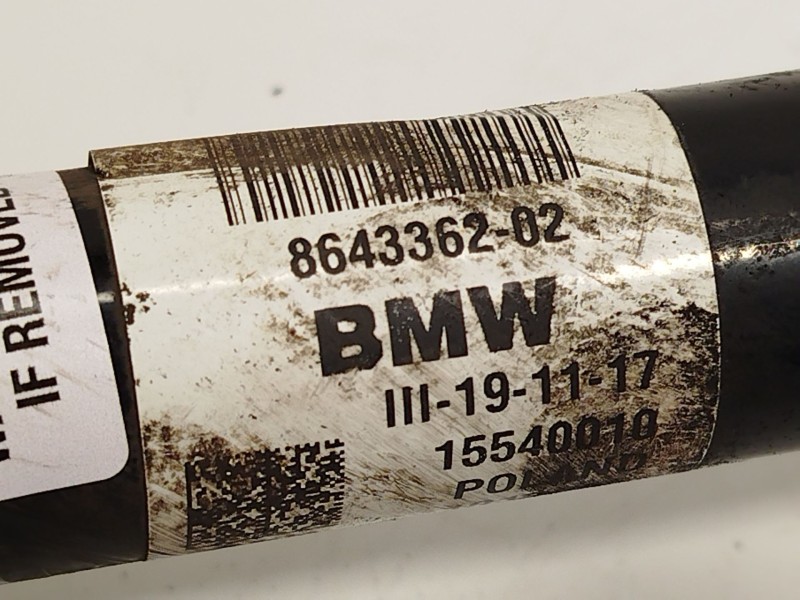 8643362-02
BMW
III-19-11-17
15540010
POLAND
IF REMOVED